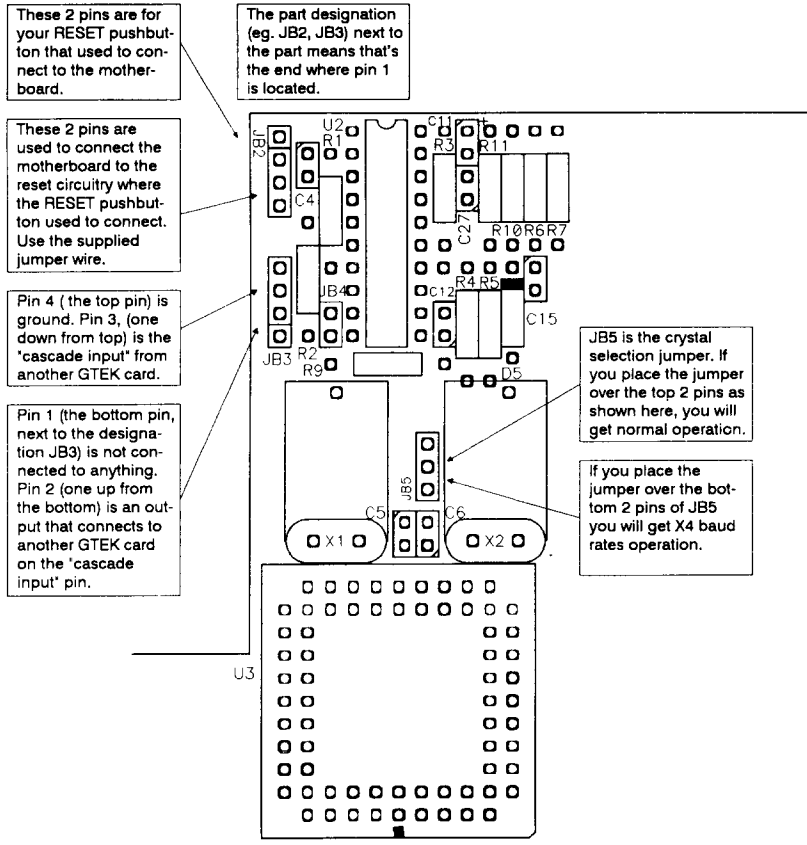 These 2 pins are for
your RESET pushbut-
ton that used to con-
nect to the mother-
board.
The part designation
(eg. JB2, JB3) next to
the part means that's
the end where pin 1
is located.
These 2 pins are
used to connect the
motherboard to the
reset circuitry where
the RESET pushbut-
ton used to connect.
Use the supplied
jumper wire.
Pin 4 ( the top pin) is
ground. Pin 3, (one
down from top) is the
"cascade input" from
another GTEK card.
Pin 1 (the bottom pin,
next to the designa-
tion JB3) is not con-
nected to anything.
Pin 2 (one up from
the bottom) is an out-
put that connects to
another GTEK card
on the "cascade
input" pin.
JB5 is the crystal
selection jumper. If
you place the jumper
over the top 2 pins as
shown here, you will
get normal operation.
If you place the
jumper over the bot-
tom 2 pins of JB5
you will get X4 baud
rates operation.
JB2
U2
R1
C4
C11
+
R3
R11
C27
R10 R6 R7
JB4
C12
R4 R5
C15
JB3
R2
R9
D5
JB5
C5
C6
X1
X2
U3